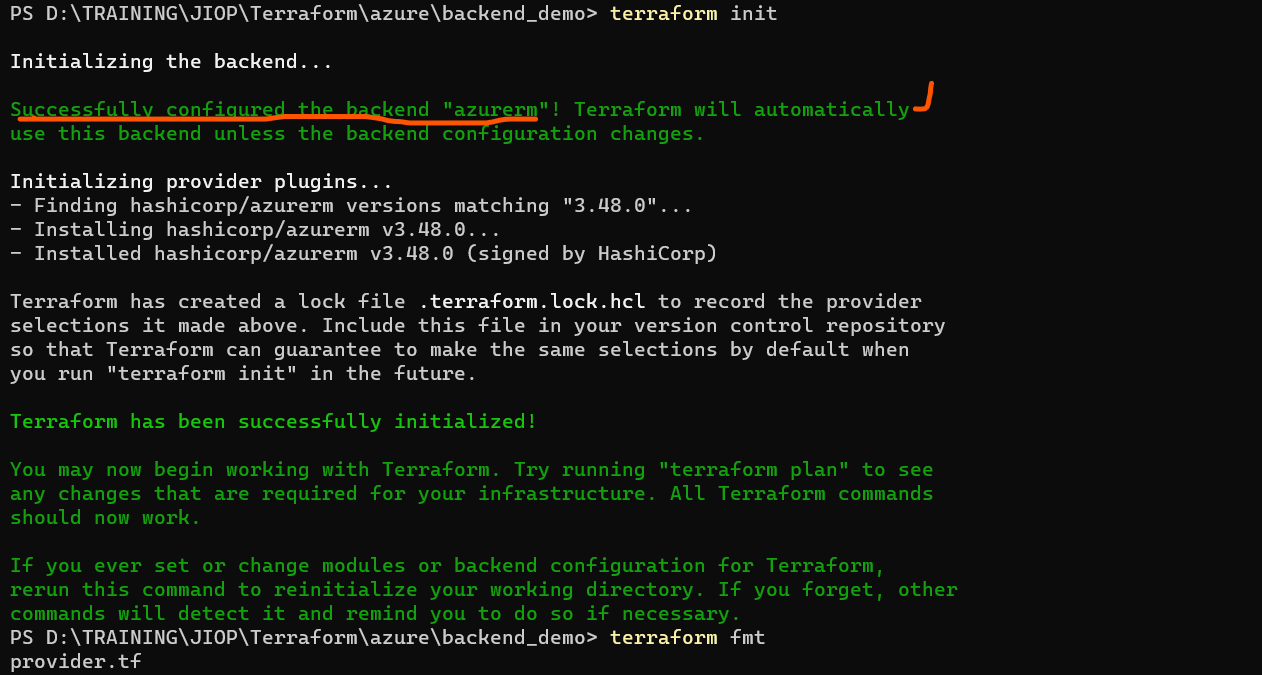 PS D:\TRAINING\JIOP\Terraform\azure\backend_demo> terraform init
Initializing the backend...
Successfully configured the backend "azurerm"! Terraform will automatically
use this backend unless the backend configuration changes.
Initializing provider plugins...
- Finding hashicorp/azurerm versions matching "3.48.0"...
- Installing hashicorp/azurerm v3.48.0...
- Installed hashicorp/azurerm v3.48.0 (signed by HashiCorp)
Terraform has created a lock file .terraform.lock.hcl to record the provider
selections it made above. Include this file in your version control repository
so that Terraform can guarantee to make the same selections by default when
you run "terraform init" in the future.
Terraform has been successfully initialized!
You may now begin working with Terraform. Try running "terraform plan" to see
any changes that are required for your infrastructure. All Terraform commands
should now work.
If you ever set or change modules or backend configuration for Terraform,
rerun this command to reinitialize your working directory. If you forget, other
commands will detect it and remind you to do so if necessary.
PS D:\TRAINING\JIOP\Terraform\azure\backend_demo> terraform fmt
provider.tf